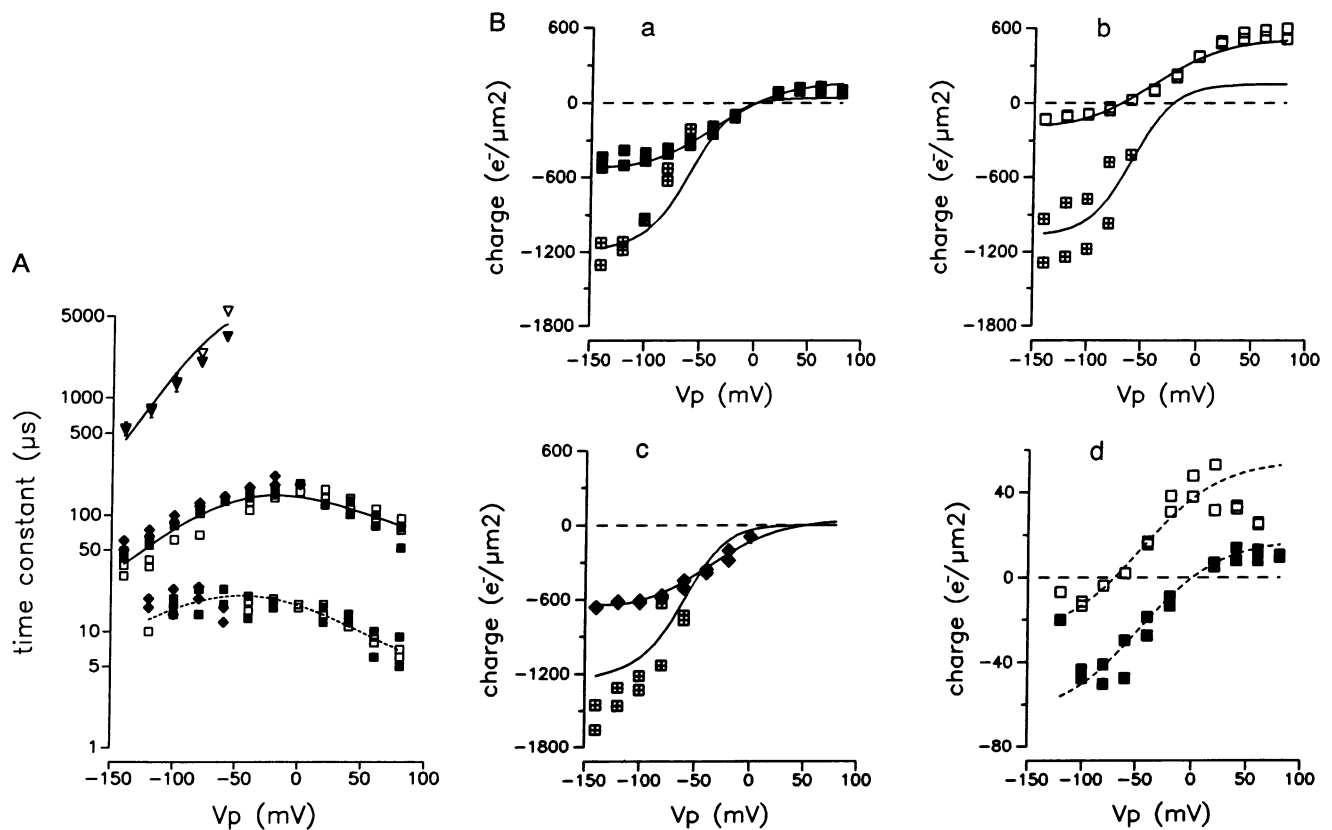 B
a
600
0
−600
−1200
−1800
charge (e⁻/μm2)
−150 −100 −50 0 50 100
Vp (mV)
b
600
0
−600
−1200
−1800
charge (e⁻/μm2)
−150 −100 −50 0 50 100
Vp (mV)
A
5000
1000
500
100
50
10
5
1
time constant (μs)
−150 −100 −50 0 50 100
Vp (mV)
c
600
0
−600
−1200
−1800
charge (e⁻/μm2)
−150 −100 −50 0 50 100
Vp (mV)
d
40
0
−40
−80
charge (e⁻/μm2)
−150 −100 −50 0 50 100
Vp (mV)